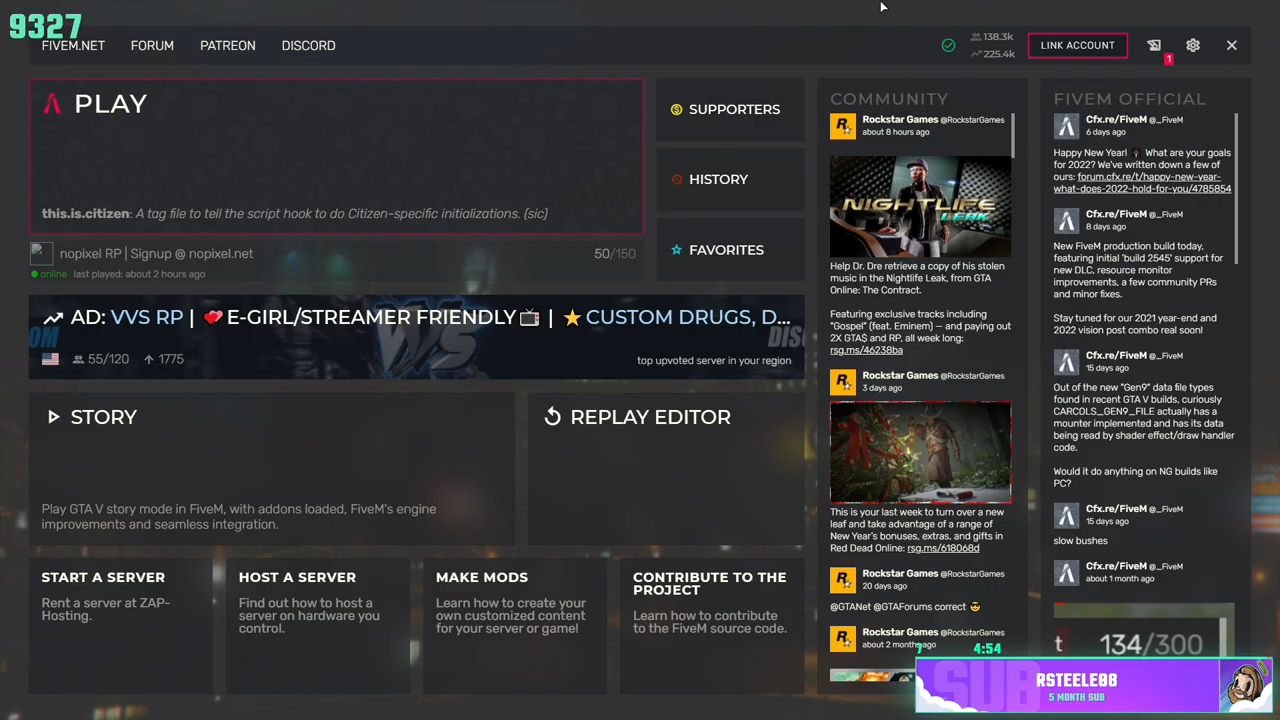 9327
FIVEM.NET FORUM PATREON DISCORD
138.3k
225.4k
LINK ACCOUNT
1
PLAY
this.is.citizen: A tag file to tell the script hook to do Citizen-specific initializations. (sic)
nopixel RP | Signup @ nopixel.net 50/150
online last played: about 2 hours ago
SUPPORTERS
HISTORY
FAVORITES
AD: VVS RP | ❤️E-GIRL/STREAMER FRIENDLY📺 | ⭐CUSTOM DRUGS, D...
55/120 1775
top upvoted server in your region
STORY
Play GTA V story mode in FiveM, with addons loaded, FiveM's engine
improvements and seamless integration.
REPLAY EDITOR
START A SERVER
Rent a server at ZAP-
Hosting.
HOST A SERVER
Find out how to host a
server on hardware you
control.
MAKE MODS
Learn how to create your
own customized content
for your server or game!
CONTRIBUTE TO THE
PROJECT
Learn how to contribute
to the FiveM source code.
COMMUNITY
Rockstar Games @RockstarGames
about 8 hours ago
NIGHTLIFE
LEAK
Help Dr. Dre retrieve a copy of his stolen
music in the Nightlife Leak, from GTA
Online: The Contract.
Featuring exclusive tracks including
"Gospel" (feat. Eminem) — and paying out
2X GTA$ and RP, all week long:
rsg.ms/46238ba
Rockstar Games @RockstarGames
3 days ago
This is your last week to turn over a new
leaf and take advantage of a range of
New Year's bonuses, extras, and gifts in
Red Dead Online: rsg.ms/618068d
Rockstar Games @RockstarGames
20 days ago
@GTANet @GTAForums correct 😎
Rockstar Games @RockstarGames
about 2 months ago
FIVEM OFFICIAL
Cfx.re/FiveM @_FiveM
6 days ago
Happy New Year! 🎆 What are your goals
for 2022? We've written down a few of
ours: forum.cfx.re/t/happy-new-year-
what-does-2022-hold-for-you/4785854
Cfx.re/FiveM @_FiveM
8 days ago
New FiveM production build today,
featuring initial 'build 2545' support for
new DLC, resource monitor
improvements, a few community PRs
and minor fixes.
Stay tuned for our 2021 year-end and
2022 vision post combo real soon!
Cfx.re/FiveM @_FiveM
15 days ago
Out of the new "Gen9" data file types
found in recent GTA V builds, curiously
CARCOLS_GEN9_FILE actually has a
mounter implemented and has its data
being read by shader effect/draw handler
code.
Would it do anything on NG builds like
PC?
Cfx.re/FiveM @_FiveM
15 days ago
slow bushes
Cfx.re/FiveM @_FiveM
about 1 month ago
t 134/300
7 4:54
SUB
RSTEELE08
5 MONTH SUB